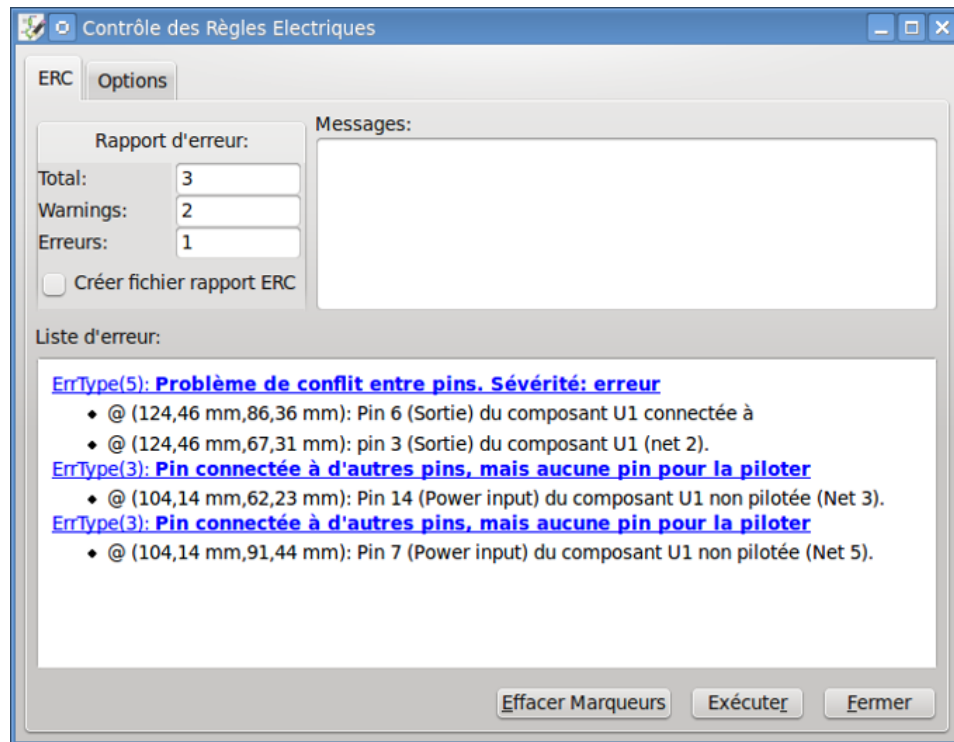 Contrôle des Règles Electriques
ERC Options
Rapport d'erreur:
Total: 3
Warnings: 2
Erreurs: 1
Créer fichier rapport ERC
Messages:
Liste d'erreur:
ErrType(5): Problème de conflit entre pins. Sévérité: erreur
@ (124,46 mm,86,36 mm): Pin 6 (Sortie) du composant U1 connectée à
@ (124,46 mm,67,31 mm): pin 3 (Sortie) du composant U1 (net 2).
ErrType(3): Pin connectée à d'autres pins, mais aucune pin pour la piloter
@ (104,14 mm,62,23 mm): Pin 14 (Power input) du composant U1 non pilotée (Net 3).
ErrType(3): Pin connectée à d'autres pins, mais aucune pin pour la piloter
@ (104,14 mm,91,44 mm): Pin 7 (Power input) du composant U1 non pilotée (Net 5).
Effacer Marqueurs Exécuter Fermer